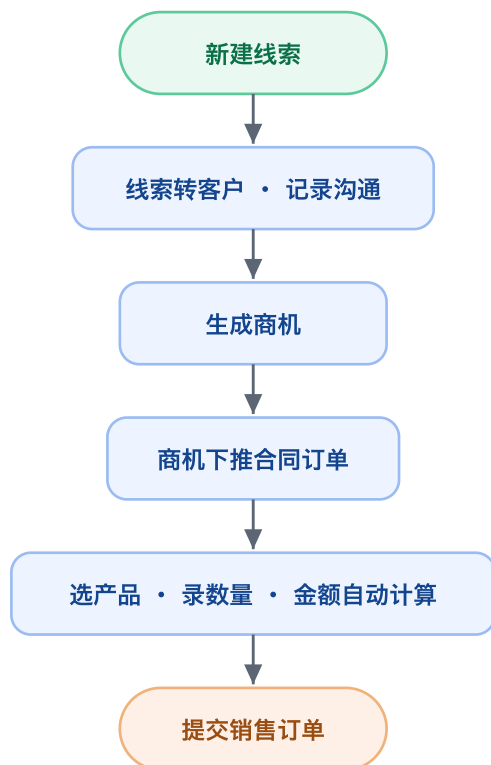 新建线索
线索转客户 · 记录沟通
生成商机
商机下推合同订单
选产品 · 录数量 · 金额自动计算
提交销售订单